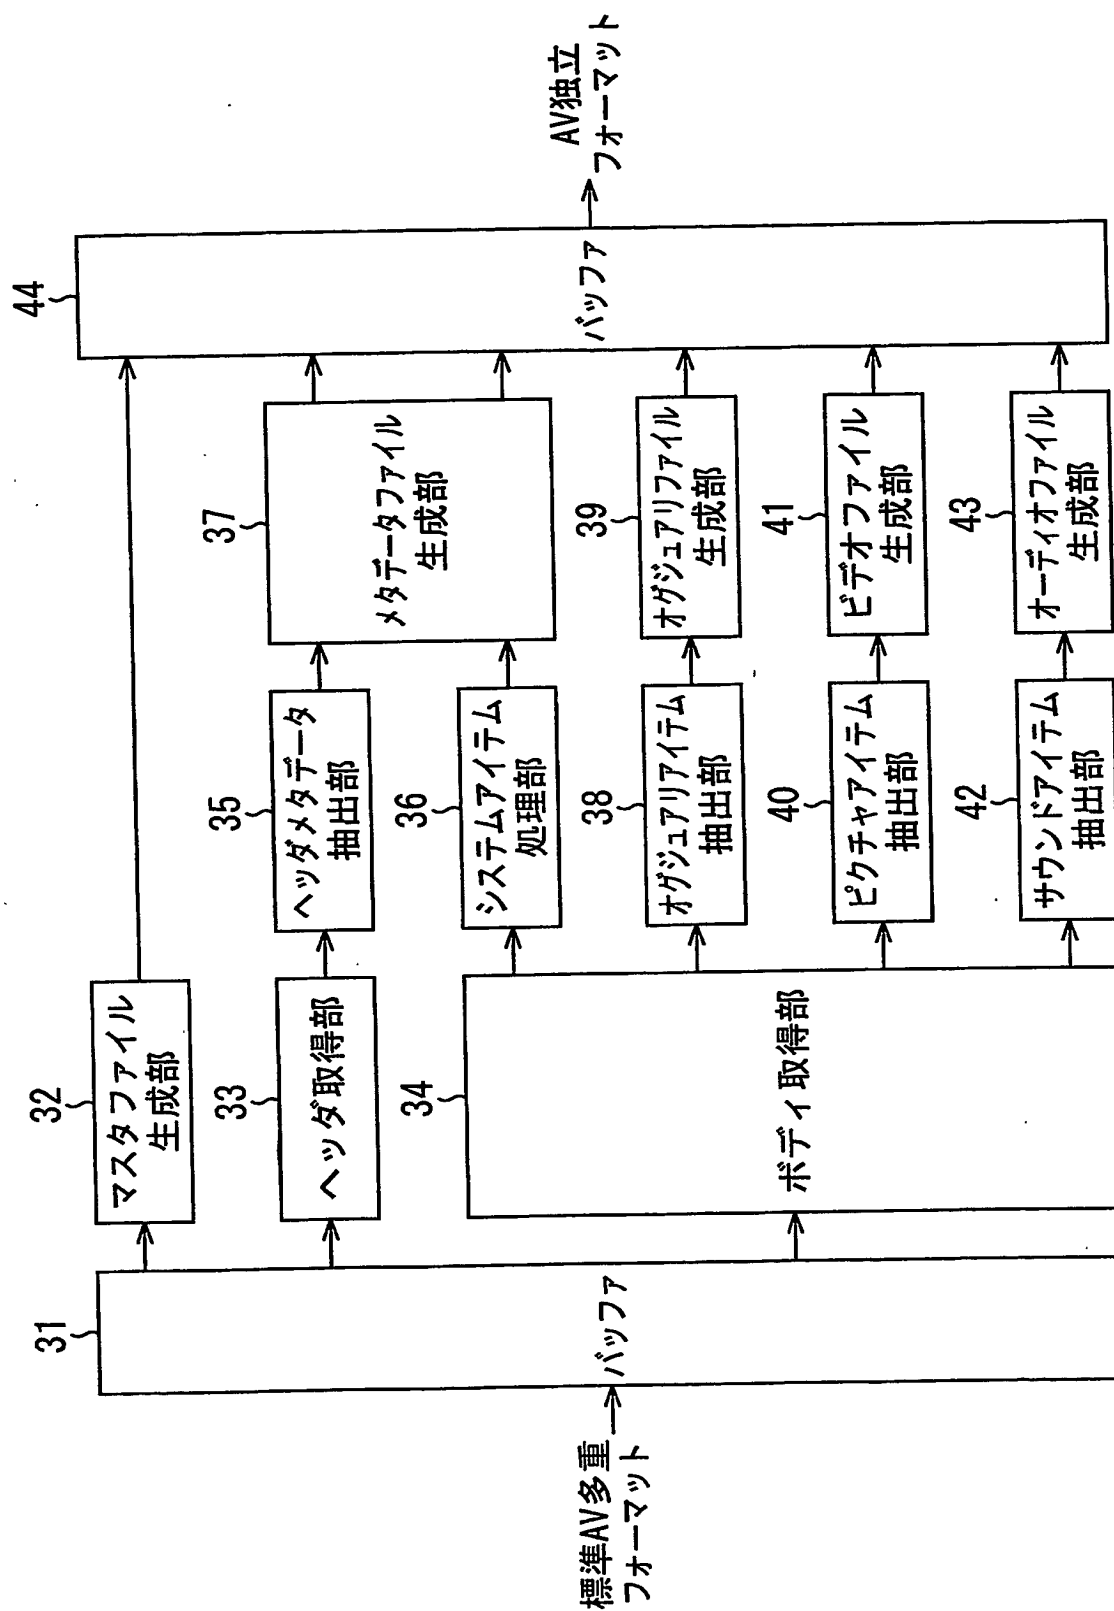 標準AV多重
フォーマット
31
バッファ
32
マスタファイル
生成部
33
ヘッダ取得部
34
ボディ取得部
35
ヘッダメタデータ
抽出部
36
システムアイテム
処理部
37
メタデータファイル
生成部
38
オグジュアリアイテム
抽出部
39
オグジュアリファイル
生成部
40
ピクチャアイテム
抽出部
41
ビデオファイル
生成部
42
サウンドアイテム
抽出部
43
オーディオファイル
生成部
44
バッファ
AV独立
フォーマット